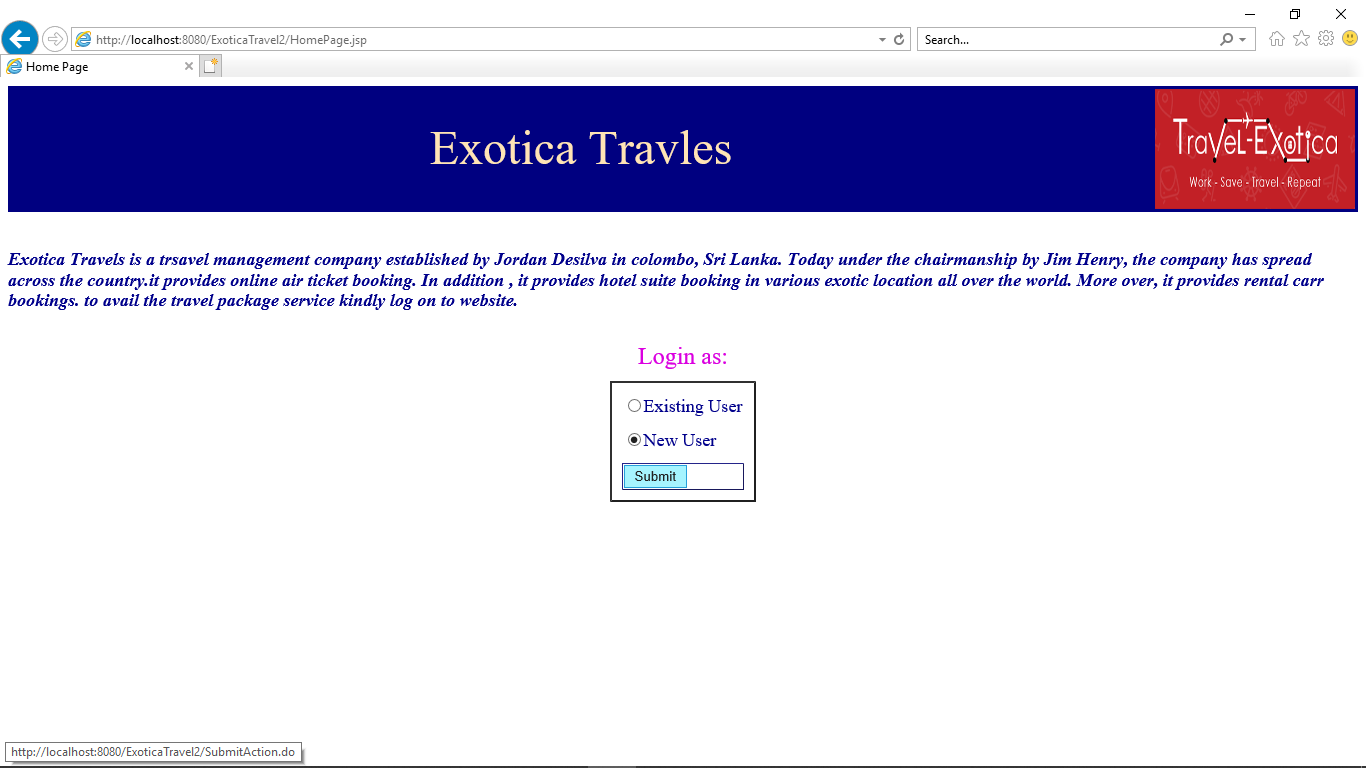 http://localhost:8080/ExoticaTravel2/HomePage.jsp
Search...
Home Page
Exotica Travles
Travel-Exotica
Work - Save - Travel - Repeat
Exotica Travels is a trsavel management company established by Jordan Desilva in colombo, Sri Lanka. Today under the chairmanship by Jim Henry, the company has spread
across the country.it provides online air ticket booking. In addition , it provides hotel suite booking in various exotic location all over the world. More over, it provides rental carr
bookings. to avail the travel package service kindly log on to website.
Login as:
Existing User
New User
Submit
http://localhost:8080/ExoticaTravel2/SubmitAction.do